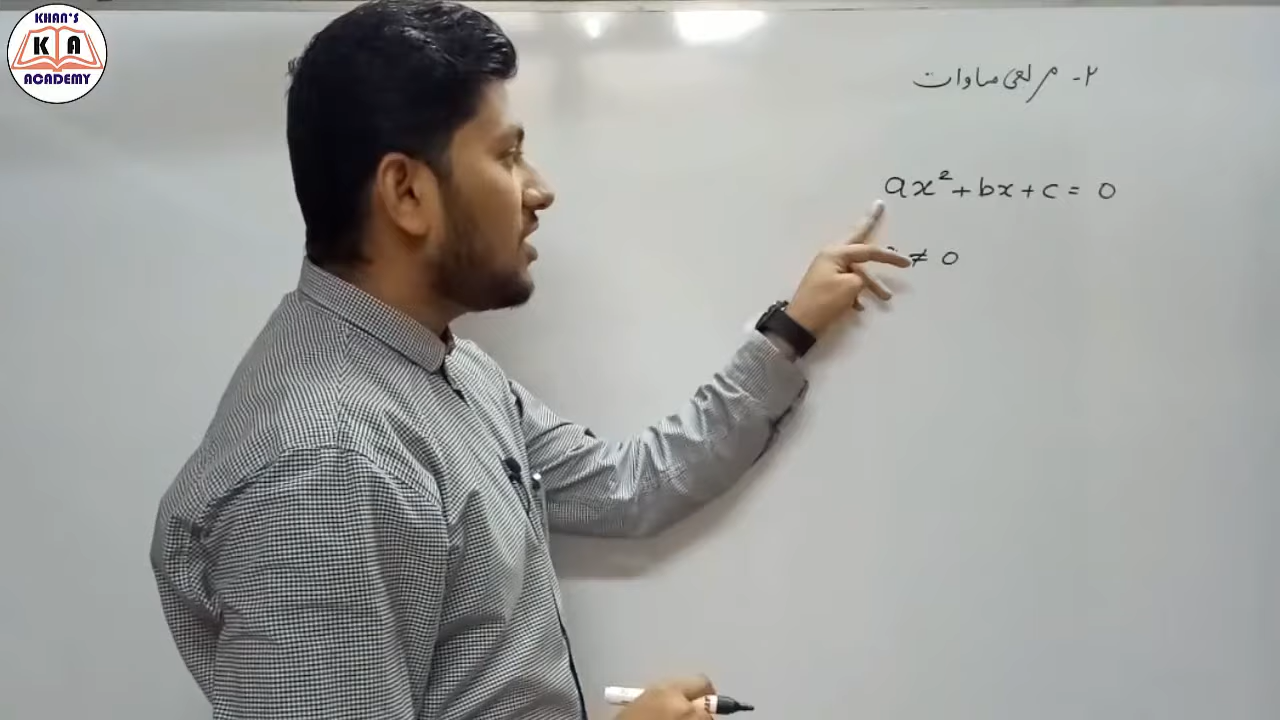 KHAN'S
K A
ACADEMY
۲- مربعی مساوات
ax² + bx + c = 0
≠ 0